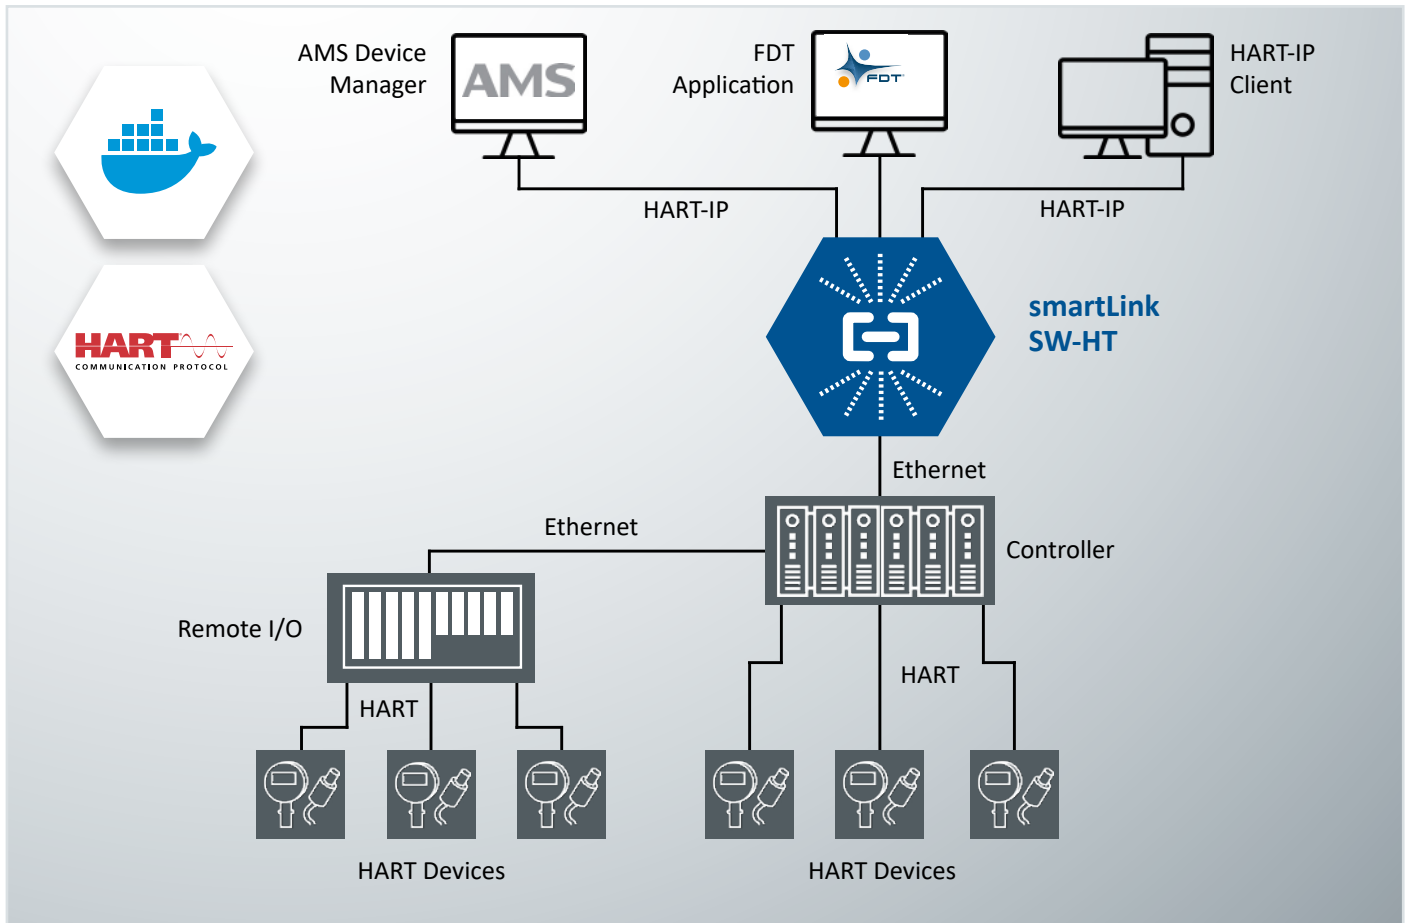 AMS Device
Manager
AMS
FDT
Application
FDT
HART-IP
Client
HART-IP
HART-IP
HART
COMMUNICATION PROTOCOL
smartLink
SW-HT
Ethernet
Ethernet
Controller
Remote I/O
HART
HART
HART Devices
HART Devices